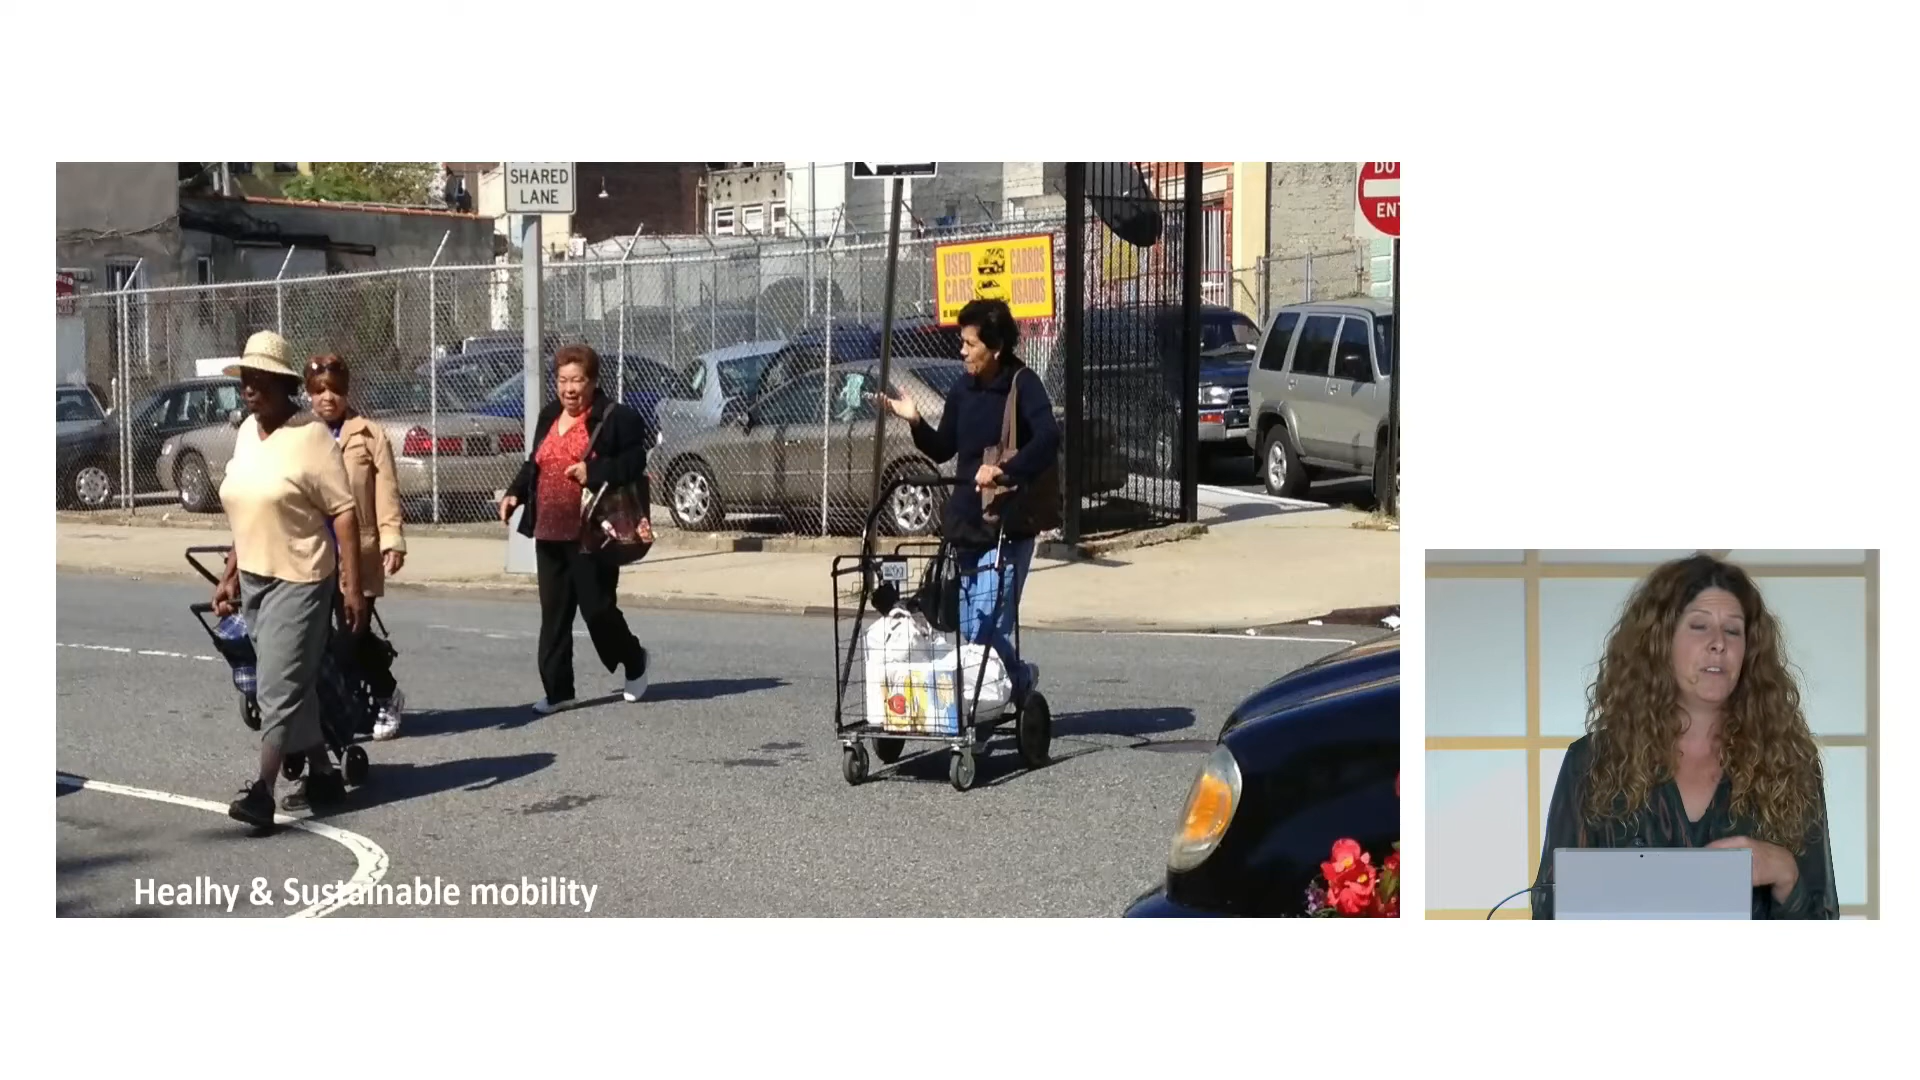 SHARED
LANE
DO
ENT
USED
CARS
CARROS
USADOS
Healhy & Sustainable mobility